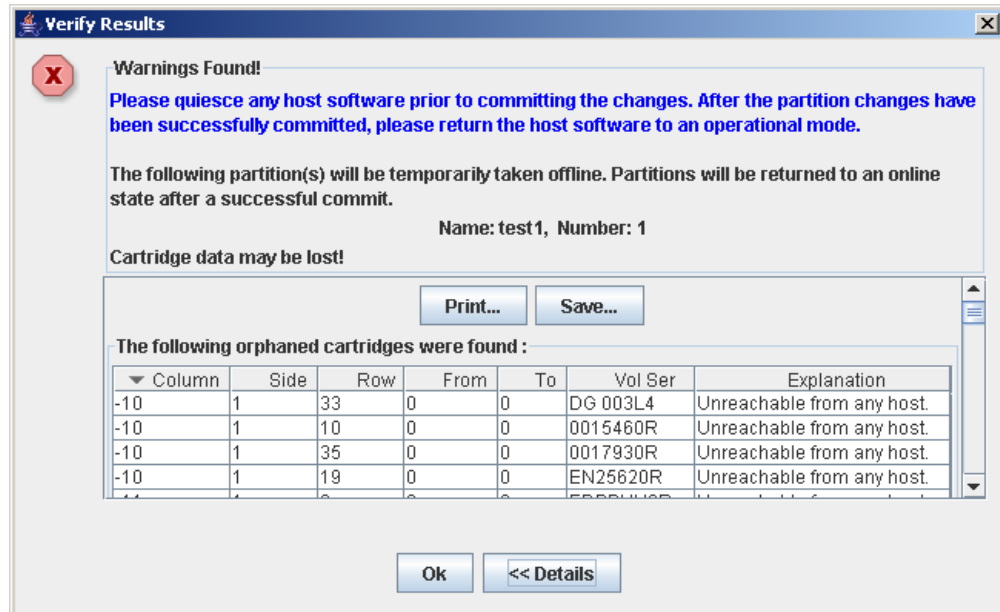 Verify Results
Warnings Found!
Please quiesce any host software prior to committing the changes. After the partition changes have
been successfully committed, please return the host software to an operational mode.
The following partition(s) will be temporarily taken offline. Partitions will be returned to an online
state after a successful commit.
Name: test1, Number: 1
Cartridge data may be lost!
Print... Save...
The following orphaned cartridges were found :
Column Side Row From To Vol Ser Explanation
-10 1 33 0 0 DG 003L4 Unreachable from any host.
-10 1 10 0 0 0015460R Unreachable from any host.
-10 1 35 0 0 0017930R Unreachable from any host.
-10 1 19 0 0 EN25620R Unreachable from any host.
Ok << Details